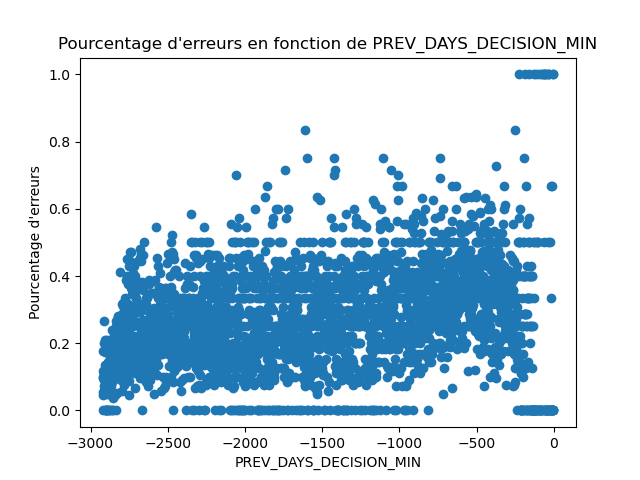 Pourcentage d'erreurs en fonction de PREV_DAYS_DECISION_MIN
1.0
0.8
0.6
0.4
0.2
0.0
Pourcentage d'erreurs
−3000 −2500 −2000 −1500 −1000 −500 0
PREV_DAYS_DECISION_MIN